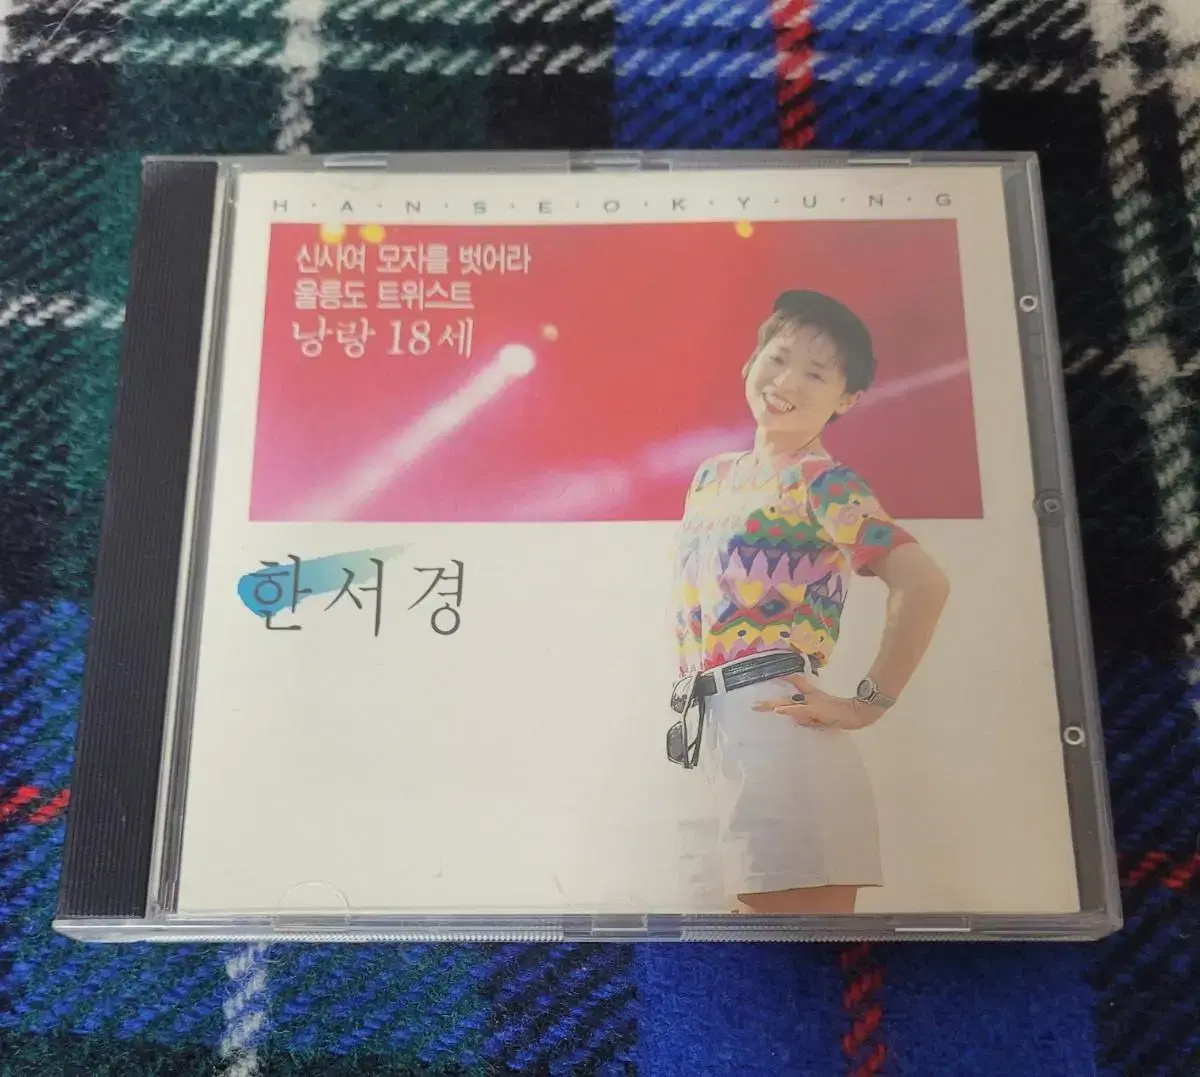 H·A·N·S·E·O·K·Y·U·N·G
신사여 모자를 벗어라
울릉도 트위스트
낭랑 18세
한서경